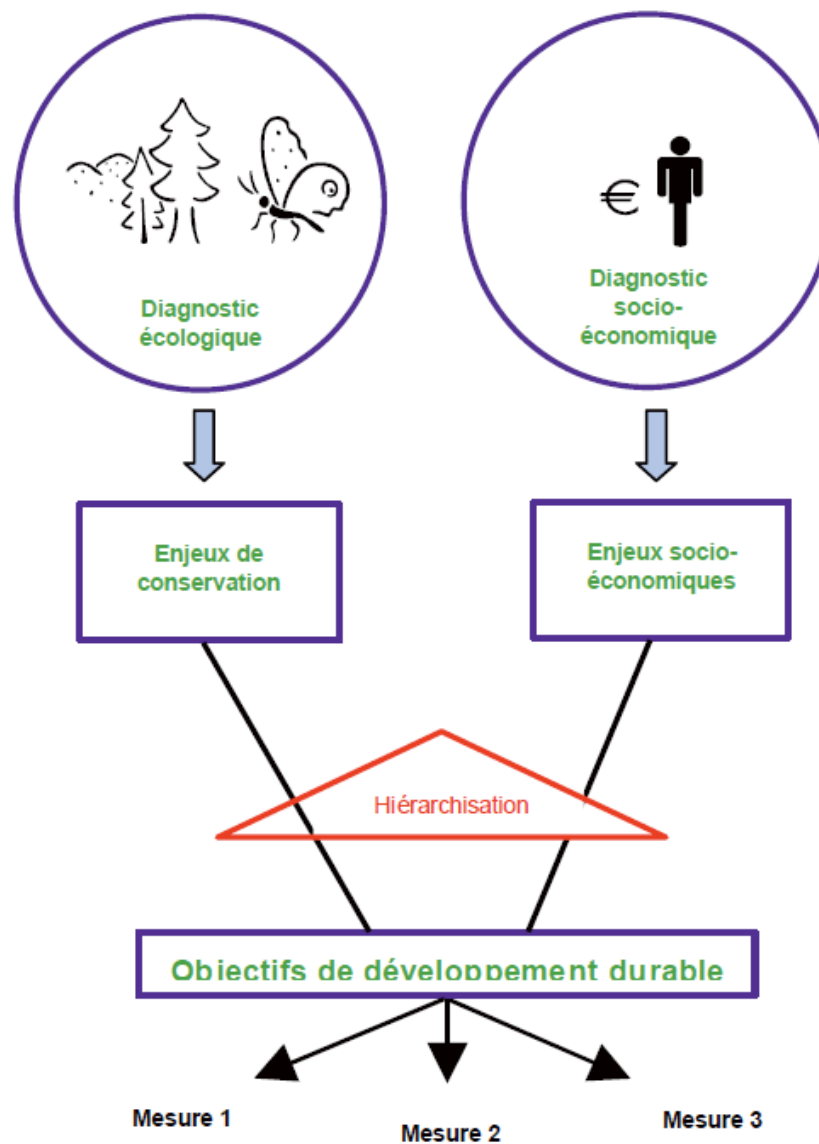 Diagnostic
écologique
€
Diagnostic
socio-
économique
Enjeux de
conservation
Enjeux socio-
économiques
Hiérarchisation
Objectifs de développement durable
Mesure 1
Mesure 2
Mesure 3